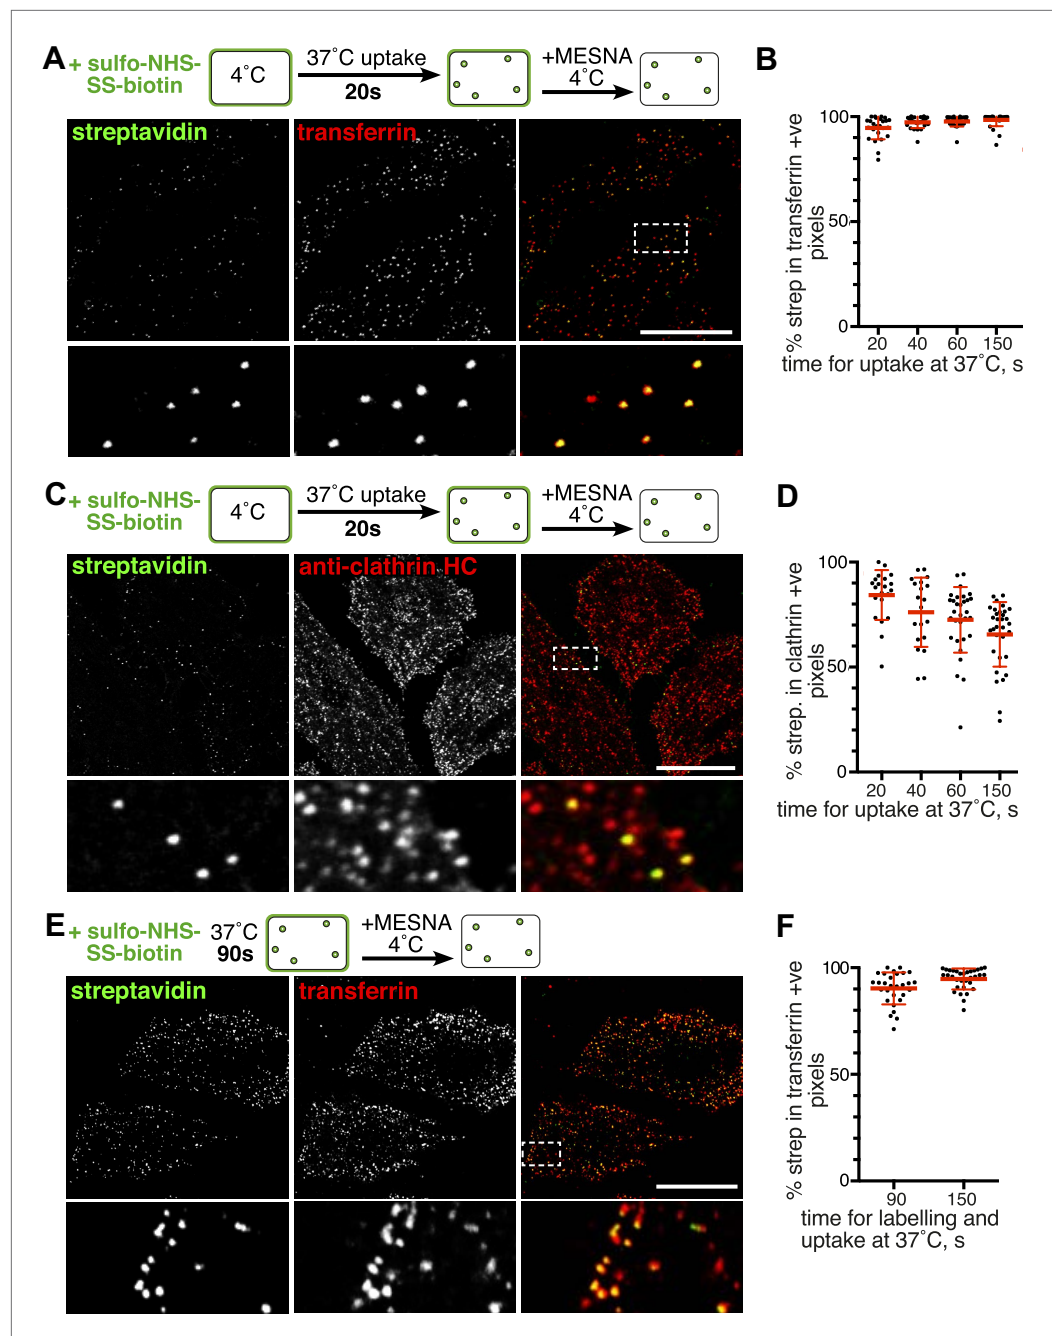 A
+ sulfo-NHS-
SS-biotin
4°C
37°C uptake
20s
+MESNA
4°C
streptavidin
transferrin
B
% strep in transferrin +ve
pixels
100
50
0
20 40 60 150
time for uptake at 37°C, s
C
+ sulfo-NHS-
SS-biotin
4°C
37°C uptake
20s
+MESNA
4°C
streptavidin
anti-clathrin HC
D
% strep. in clathrin +ve
pixels
100
50
0
20 40 60 150
time for uptake at 37°C, s
E
+ sulfo-NHS-
SS-biotin
37°C
90s
+MESNA
4°C
streptavidin
transferrin
F
% strep in transferrin +ve
pixels
100
50
0
90 150
time for labelling and
uptake at 37°C, s